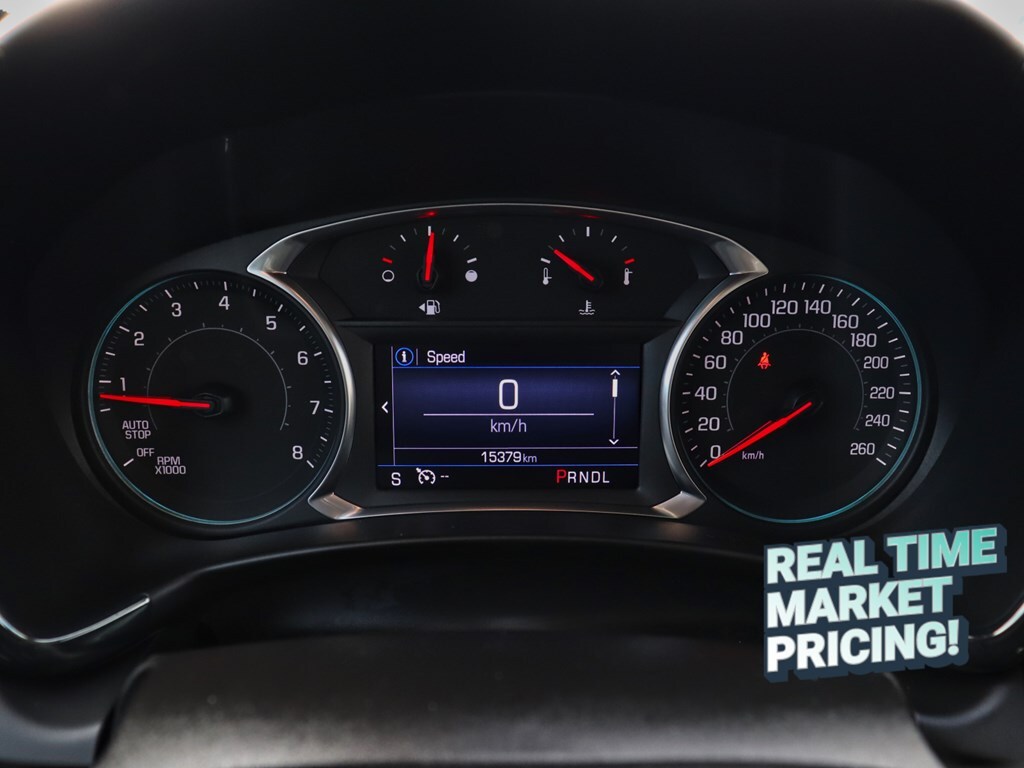 Speed
0
km/h
15379km
S
--
PRNDL
1
2
3
4
5
6
7
8
AUTO
STOP
OFF
RPM
X1000
0
20
40
60
80
100
120
140
160
180
200
220
240
260
km/h
REAL TIME
MARKET
PRICING!